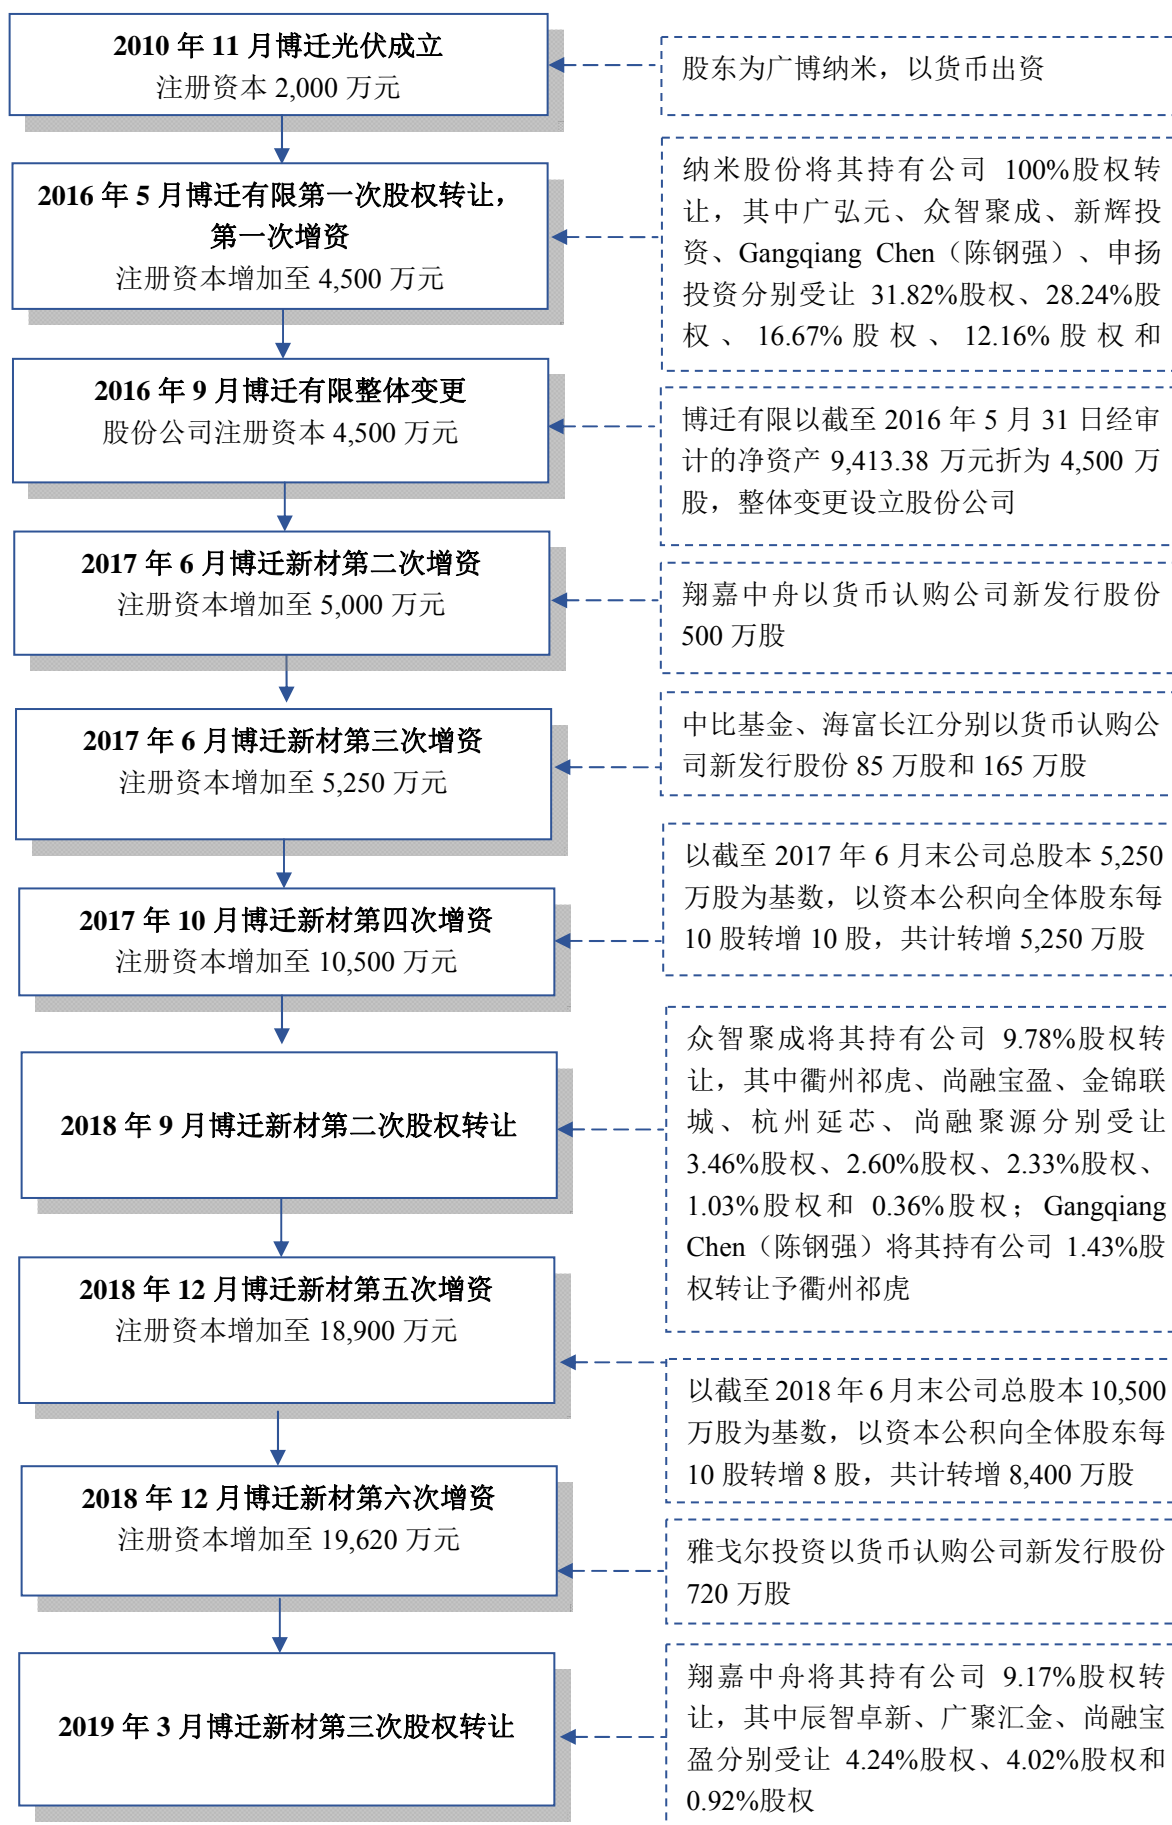 2010 年 11 月博迁光伏成立
注册资本 2,000 万元
股东为广博纳米，以货币出资
2016 年 5 月博迁有限第一次股权转让，
第一次增资
注册资本增加至 4,500 万元
纳米股份将其持有公司 100%股权转
让，其中广弘元、众智聚成、新辉投
资、Gangqiang Chen（陈钢强）、申扬
投资分别受让 31.82%股权、28.24%股
权、16.67%股权、12.16%股权和
2016 年 9 月博迁有限整体变更
股份公司注册资本 4,500 万元
博迁有限以截至 2016 年 5 月 31 日经审
计的净资产 9,413.38 万元折为 4,500 万
股，整体变更设立股份公司
2017 年 6 月博迁新材第二次增资
注册资本增加至 5,000 万元
翔嘉中舟以货币认购公司新发行股份
500 万股
2017 年 6 月博迁新材第三次增资
注册资本增加至 5,250 万元
中比基金、海富长江分别以货币认购公
司新发行股份 85 万股和 165 万股
2017 年 10 月博迁新材第四次增资
注册资本增加至 10,500 万元
以截至 2017 年 6 月末公司总股本 5,250
万股为基数，以资本公积向全体股东每
10 股转增 10 股，共计转增 5,250 万股
2018 年 9 月博迁新材第二次股权转让
众智聚成将其持有公司 9.78%股权转
让，其中衢州祁虎、尚融宝盈、金锦联
城、杭州延芯、尚融聚源分别受让
3.46%股权、2.60%股权、2.33%股权、
1.03%股权和 0.36%股权；Gangqiang
Chen（陈钢强）将其持有公司 1.43%股
权转让予衢州祁虎
2018 年 12 月博迁新材第五次增资
注册资本增加至 18,900 万元
以截至 2018 年 6 月末公司总股本 10,500
万股为基数，以资本公积向全体股东每
10 股转增 8 股，共计转增 8,400 万股
2018 年 12 月博迁新材第六次增资
注册资本增加至 19,620 万元
雅戈尔投资以货币认购公司新发行股份
720 万股
2019 年 3 月博迁新材第三次股权转让
翔嘉中舟将其持有公司 9.17%股权转
让，其中辰智卓新、广聚汇金、尚融宝
盈分别受让 4.24%股权、4.02%股权和
0.92%股权